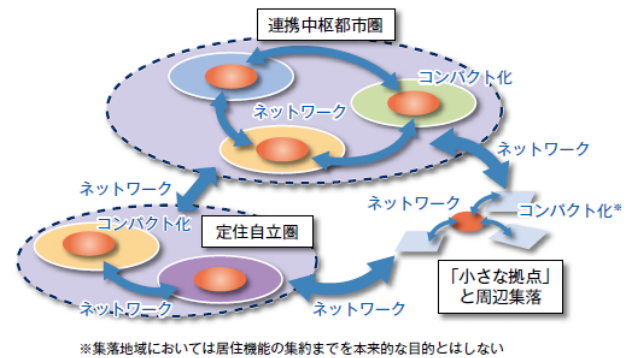 連携中枢都市圏
コンパクト化
ネットワーク
ネットワーク
ネットワーク
コンパクト化
定住自立圏
ネットワーク
コンパクト化※
ネットワーク
ネットワーク
「小さな拠点」
と周辺集落
※集落地域においては居住機能の集約までを本来的な目的とはしない